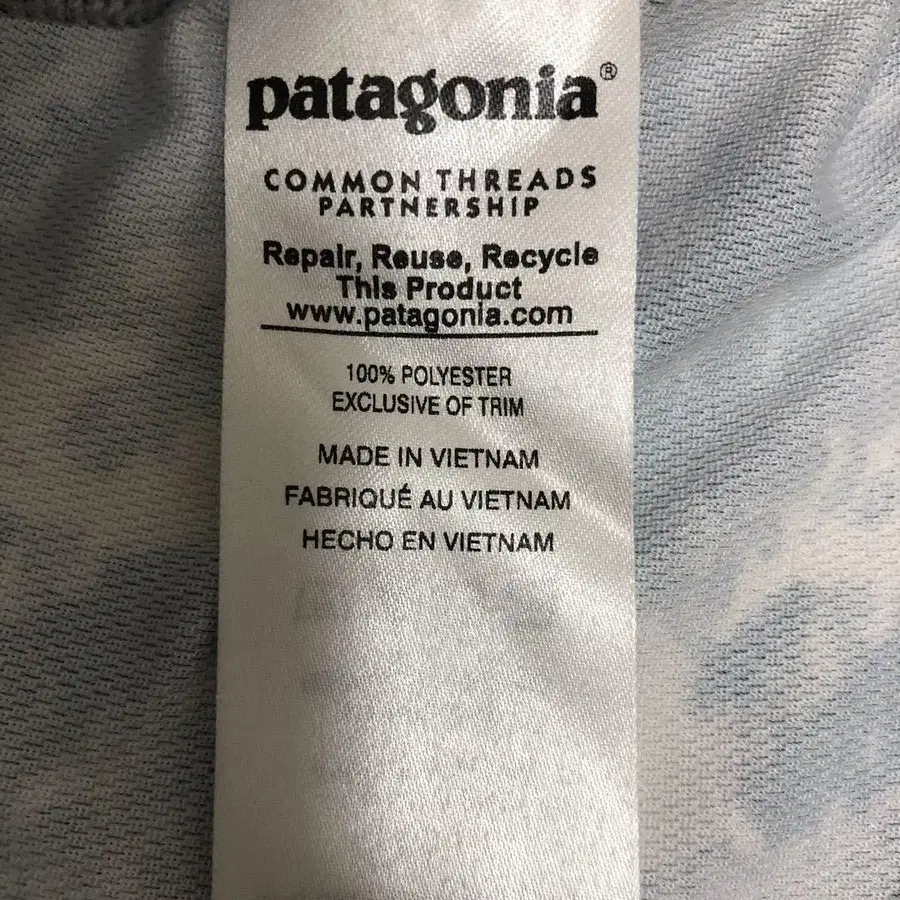 patagonia®
COMMON THREADS
PARTNERSHIP
Repair, Reuse, Recycle
This Product
www.patagonia.com
100% POLYESTER
EXCLUSIVE OF TRIM
MADE IN VIETNAM
FABRIQUÉ AU VIETNAM
HECHO EN VIETNAM